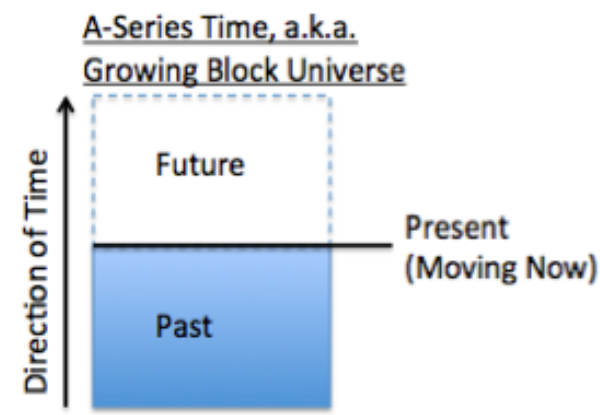 A-Series Time, a.k.a.
Growing Block Universe
Future
Present
(Moving Now)
Past
Direction of Time